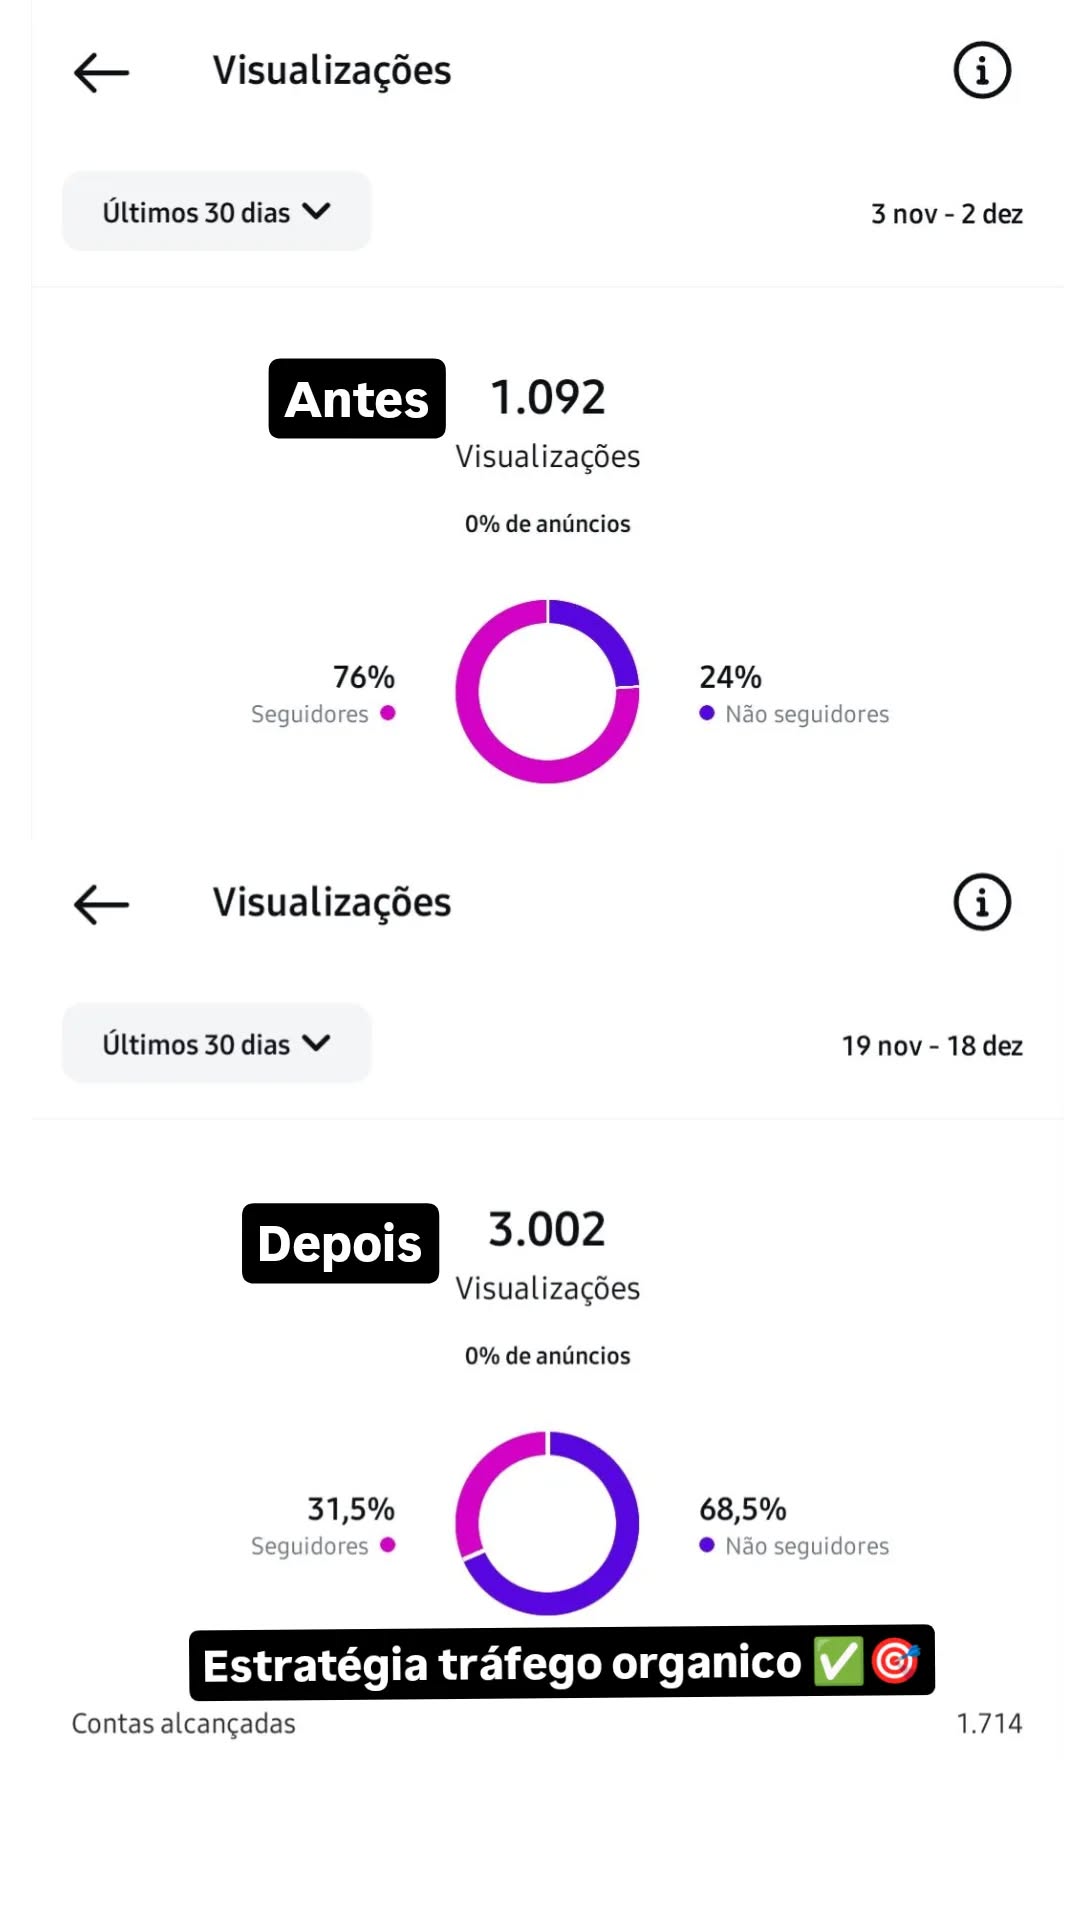 Visualizações
Últimos 30 dias
3 nov - 2 dez
Antes
1.092
Visualizações
0% de anúncios
76%
Seguidores
24%
Não seguidores
Visualizações
Últimos 30 dias
19 nov - 18 dez
Depois
3.002
Visualizações
0% de anúncios
31,5%
Seguidores
68,5%
Não seguidores
Estratégia tráfego organico ✅🎯
Contas alcançadas
1.714